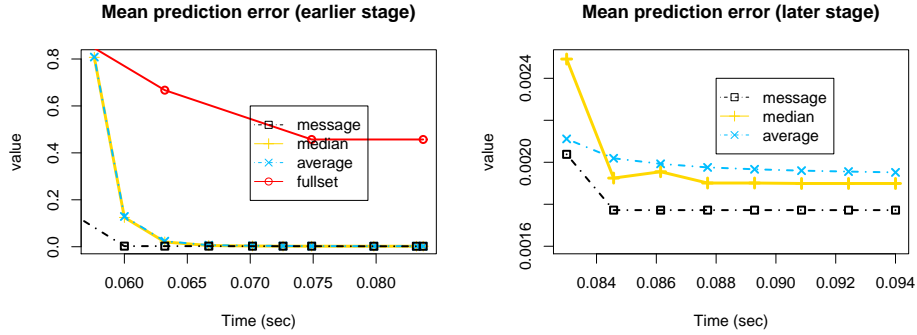 Mean prediction error (earlier stage)
value
0.0 0.2 0.4 0.6 0.8
message
median
average
fullset
0.060 0.065 0.070 0.075 0.080
Time (sec)
Mean prediction error (later stage)
value
0.0016 0.0020 0.0024
message
median
average
0.084 0.086 0.088 0.090 0.092 0.094
Time (sec)